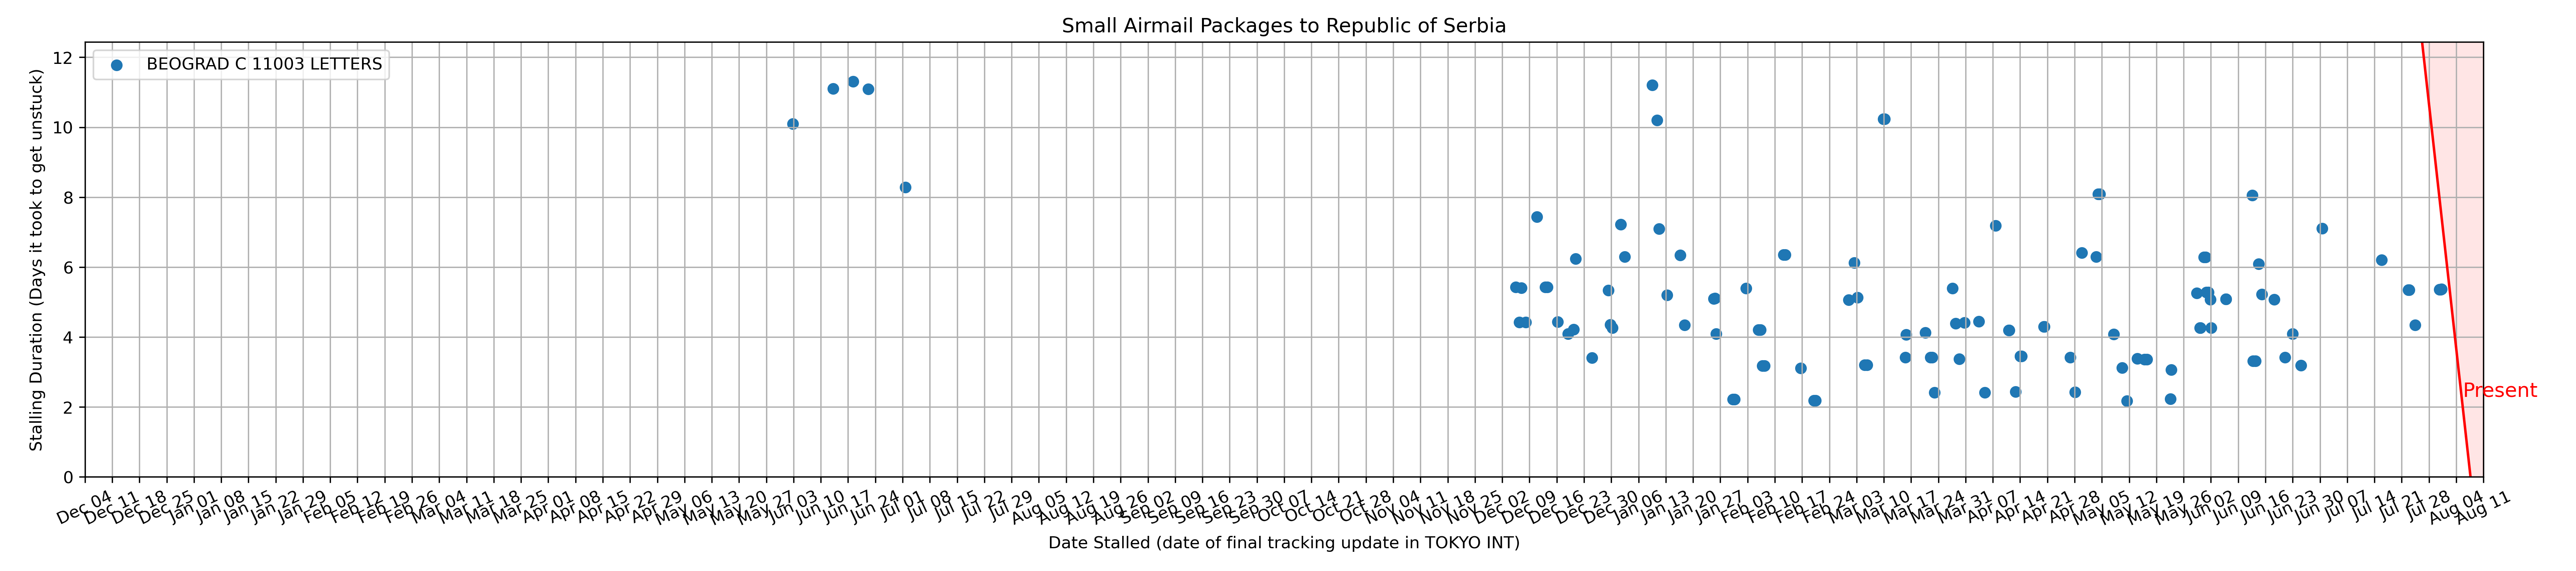 Small Airmail Packages to Republic of Serbia
BEOGRAD C 11003 LETTERS
Stalling Duration (Days it took to get unstuck)
12
10
8
6
4
2
0
Present
Dec 04 Dec 11 Dec 18 Dec 25 Jan 01 Jan 08 Jan 15 Jan 22 Jan 29 Feb 05 Feb 12 Feb 19 Feb 26 Mar 04 Mar 11 Mar 18 Mar 25 Apr 01 Apr 08 Apr 15 Apr 22 Apr 29 May 06 May 13 May 20 May 27 Jun 03 Jun 10 Jun 17 Jun 24 Jul 01 Jul 08 Jul 15 Jul 22 Jul 29 Aug 05 Aug 12 Aug 19 Aug 26 Sep 02 Sep 09 Sep 16 Sep 23 Sep 30 Oct 07 Oct 14 Oct 21 Oct 28 Nov 04 Nov 11 Nov 18 Nov 25 Dec 02 Dec 09 Dec 16 Dec 23 Dec 30 Jan 06 Jan 13 Jan 20 Jan 27 Feb 03 Feb 10 Feb 17 Feb 24 Mar 03 Mar 10 Mar 17 Mar 24 Mar 31 Apr 07 Apr 14 Apr 21 Apr 28 May 05 May 12 May 19 May 26 Jun 02 Jun 09 Jun 16 Jun 23 Jun 30 Jul 07 Jul 14 Jul 21 Jul 28 Aug 04 Aug 11
Date Stalled (date of final tracking update in TOKYO INT)